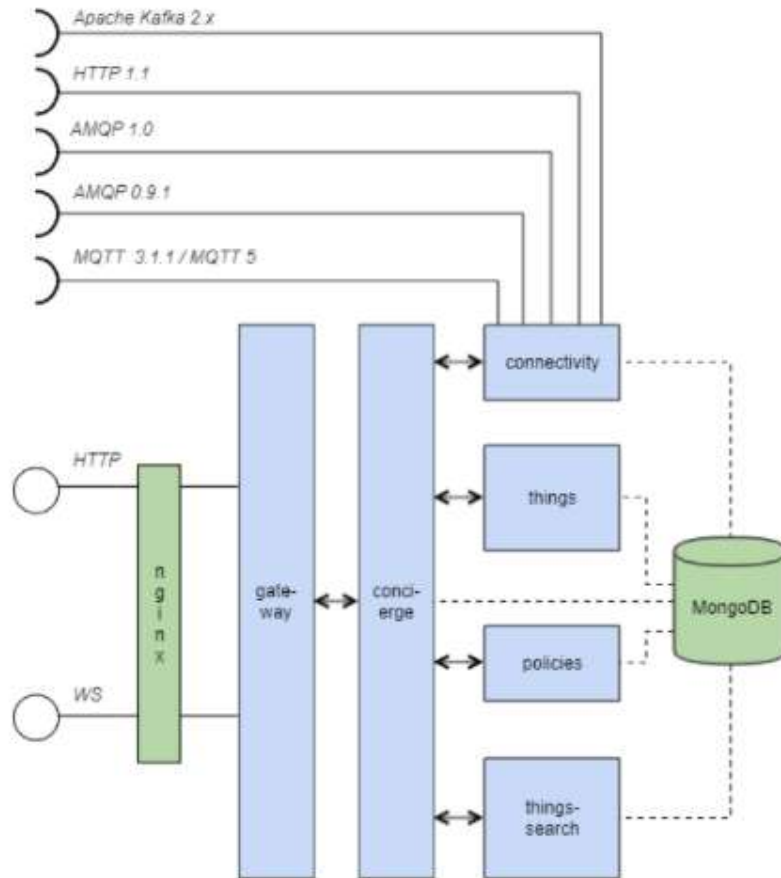 Apache Kafka 2.x
HTTP 1.1
AMQP 1.0
AMQP 0.9.1
MQTT 3.1.1 / MQTT 5
connectivity
HTTP
things
nginx
gate-
way
conci-
erge
MongoDB
policies
WS
things-
search